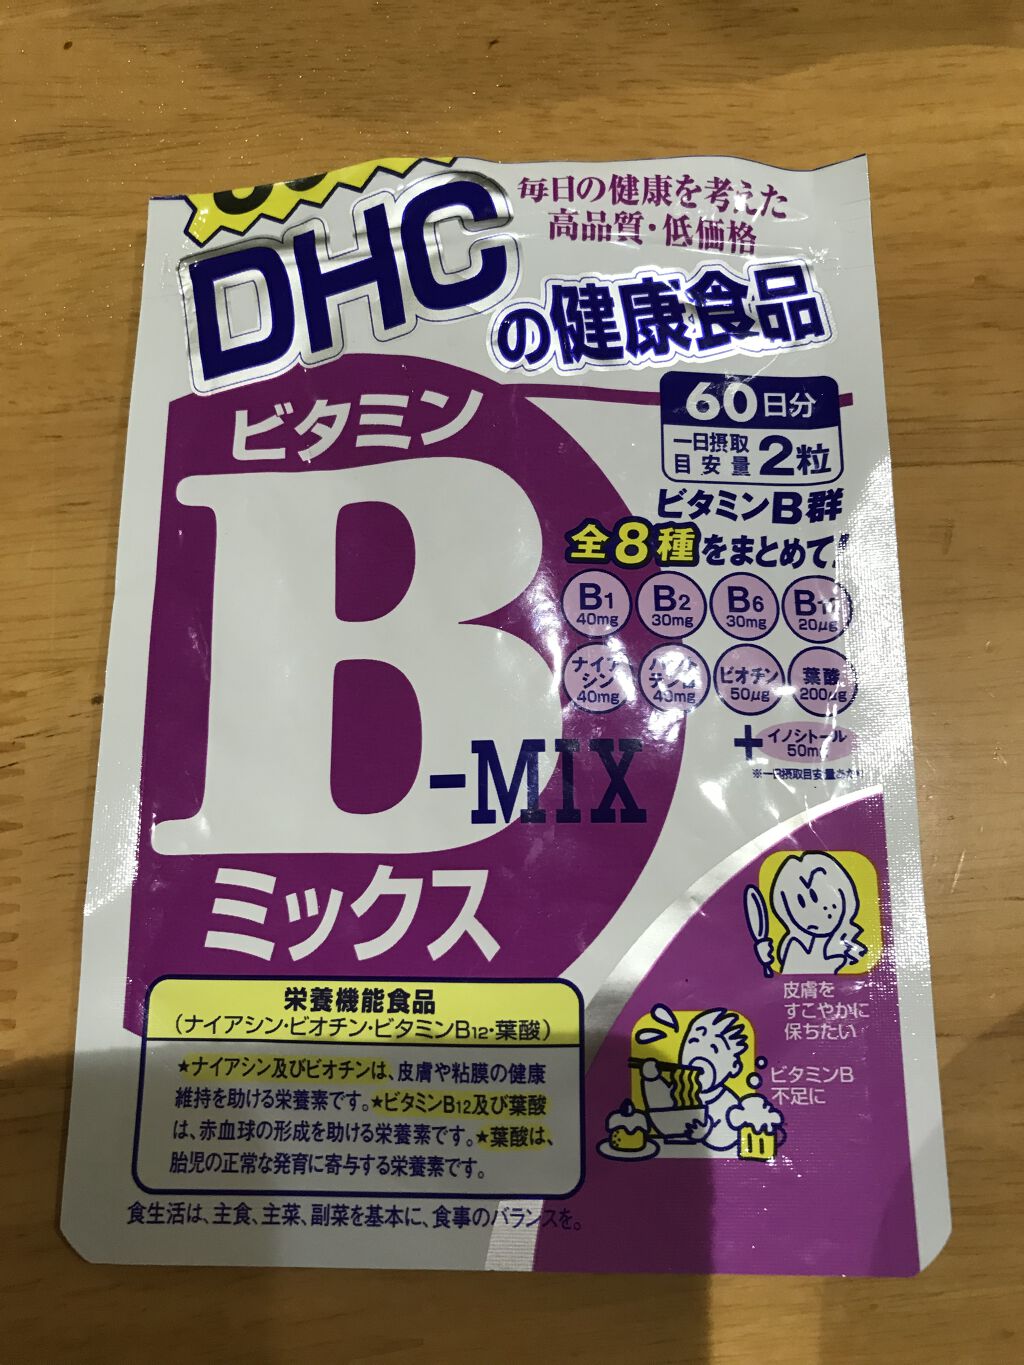 DHC
毎日の健康を考えた
高品質・低価格
の健康食品
60日分
一日摂取
目安量 2粒
ビタミン
B
-MIX
ミックス
ビタミンB群
全8種をまとめて
B1
40mg
B2
30mg
B6
30mg
20μg
ナイア
シン
40mg
40mg
ビオチン
50μg
葉酸
200μg
+イノシトール
50mg
※一日摂取目安量あたり
皮膚を
すこやかに
保ちたい
ビタミンB
不足に
栄養機能食品
(ナイアシン・ビオチン・ビタミンB12・葉酸)
★ナイアシン及びビオチンは、皮膚や粘膜の健康
維持を助ける栄養素です。★ビタミンB12及び葉酸
は、赤血球の形成を助ける栄養素です。★葉酸は、
胎児の正常な発育に寄与する栄養素です。
食生活は、主食、主菜、副菜を基本に、食事のバランスを。